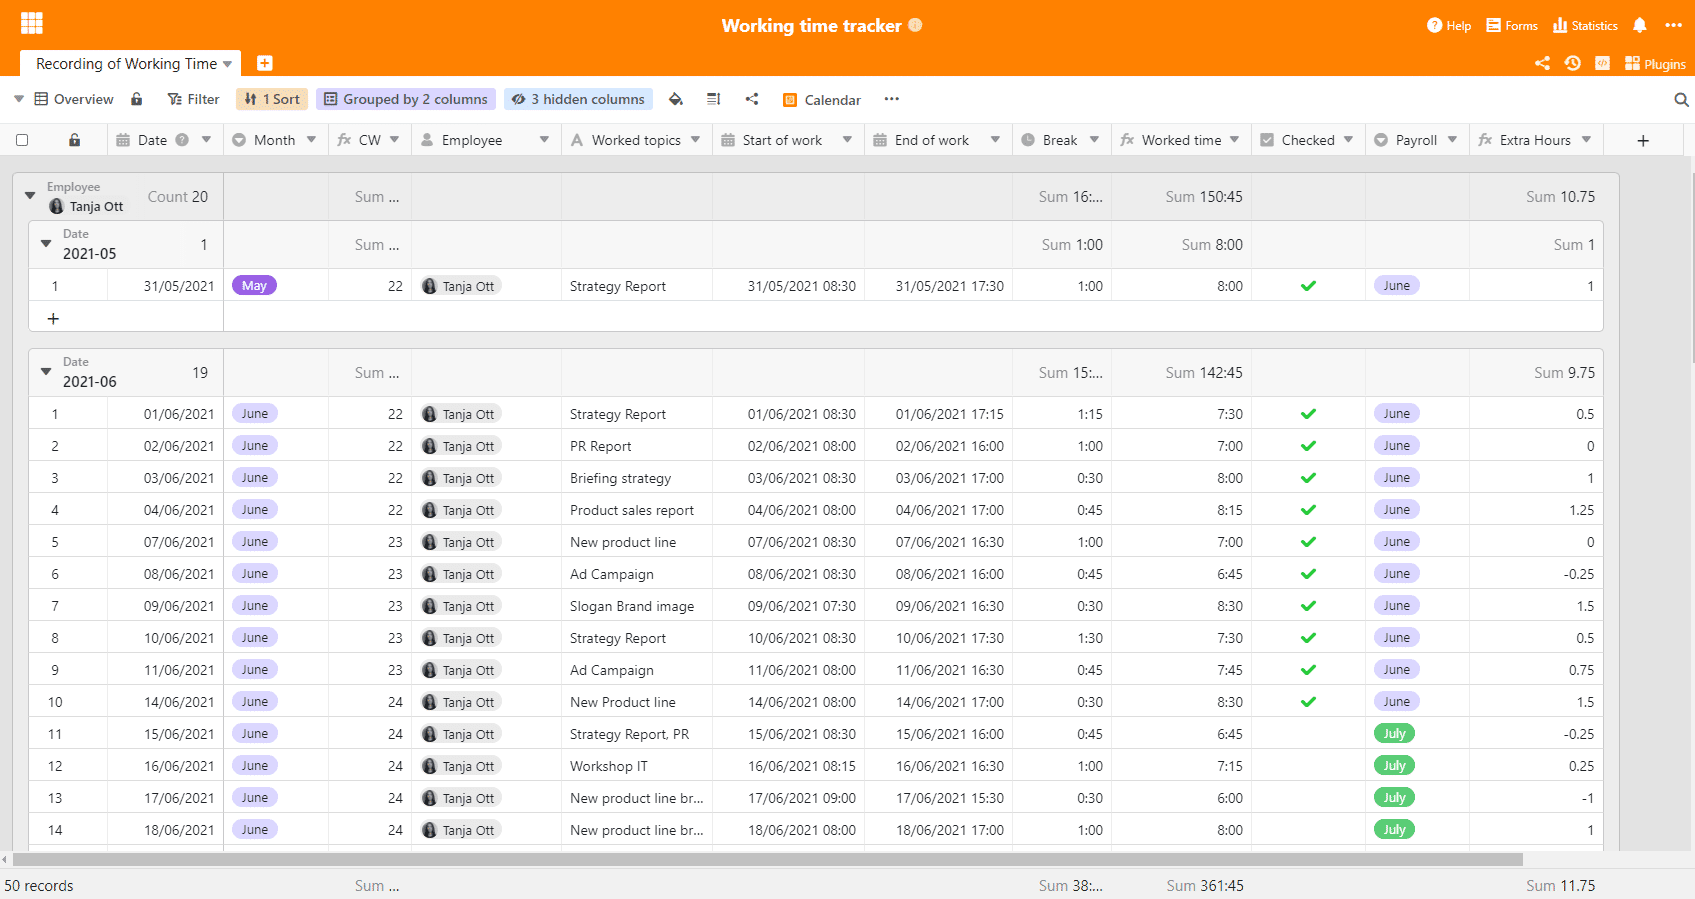 Working time tracker
Help Forms Statistics
Recording of Working Time
Plugins
Overview Filter 1 Sort Grouped by 2 columns 3 hidden columns Calendar
Date Month CW Employee Worked topics Start of work End of work Break Worked time Checked Payroll Extra Hours
Employee
Tanja Ott Count 20 Sum ... Sum 16:... Sum 150:45 Sum 10.75
Date
2021-05 1 Sum ... Sum 1:00 Sum 8:00 Sum 1
1 31/05/2021 May 22 Tanja Ott Strategy Report 31/05/2021 08:30 31/05/2021 17:30 1:00 8:00 June 1
+
Date
2021-06 19 Sum ... Sum 15:... Sum 142:45 Sum 9.75
1 01/06/2021 June 22 Tanja Ott Strategy Report 01/06/2021 08:30 01/06/2021 17:15 1:15 7:30 June 0.5
2 02/06/2021 June 22 Tanja Ott PR Report 02/06/2021 08:00 02/06/2021 16:00 1:00 7:00 June 0
3 03/06/2021 June 22 Tanja Ott Briefing strategy 03/06/2021 08:30 03/06/2021 17:00 0:30 8:00 June 1
4 04/06/2021 June 22 Tanja Ott Product sales report 04/06/2021 08:00 04/06/2021 17:00 0:45 8:15 June 1.25
5 07/06/2021 June 23 Tanja Ott New product line 07/06/2021 08:30 07/06/2021 16:30 1:00 7:00 June 0
6 08/06/2021 June 23 Tanja Ott Ad Campaign 08/06/2021 08:30 08/06/2021 16:00 0:45 6:45 June -0.25
7 09/06/2021 June 23 Tanja Ott Slogan Brand image 09/06/2021 07:30 09/06/2021 16:30 0:30 8:30 June 1.5
8 10/06/2021 June 23 Tanja Ott Strategy Report 10/06/2021 08:30 10/06/2021 17:30 1:30 7:30 June 0.5
9 11/06/2021 June 23 Tanja Ott Ad Campaign 11/06/2021 08:00 11/06/2021 16:30 0:45 7:45 June 0.75
10 14/06/2021 June 24 Tanja Ott New Product line 14/06/2021 08:00 14/06/2021 17:00 0:30 8:30 June 1.5
11 15/06/2021 June 24 Tanja Ott Strategy Report, PR 15/06/2021 08:30 15/06/2021 16:00 0:45 6:45 July -0.25
12 16/06/2021 June 24 Tanja Ott Workshop IT 16/06/2021 08:15 16/06/2021 16:30 1:00 7:15 July 0.25
13 17/06/2021 June 24 Tanja Ott New product line br... 17/06/2021 09:00 17/06/2021 15:30 0:30 6:00 July -1
14 18/06/2021 June 24 Tanja Ott New product line br... 18/06/2021 08:00 18/06/2021 17:00 1:00 8:00 July 1
50 records Sum ... Sum 38:... Sum 361:45 Sum 11.75